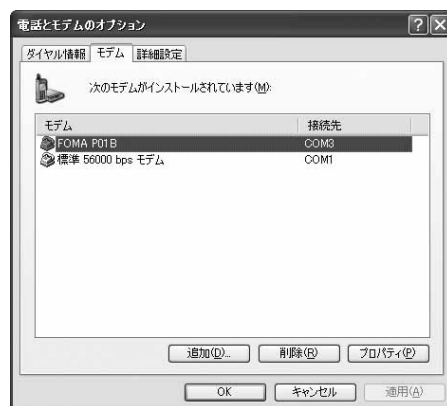 電話とモデムのオプション
ダイヤル情報 モデム 詳細設定
次のモデムがインストールされています(M):
モデム 接続先
FOMA P01B COM3
標準 56000 bps モデム COM1
追加(D)... 削除(R) プロパティ(P)
OK キャンセル 適用(A)